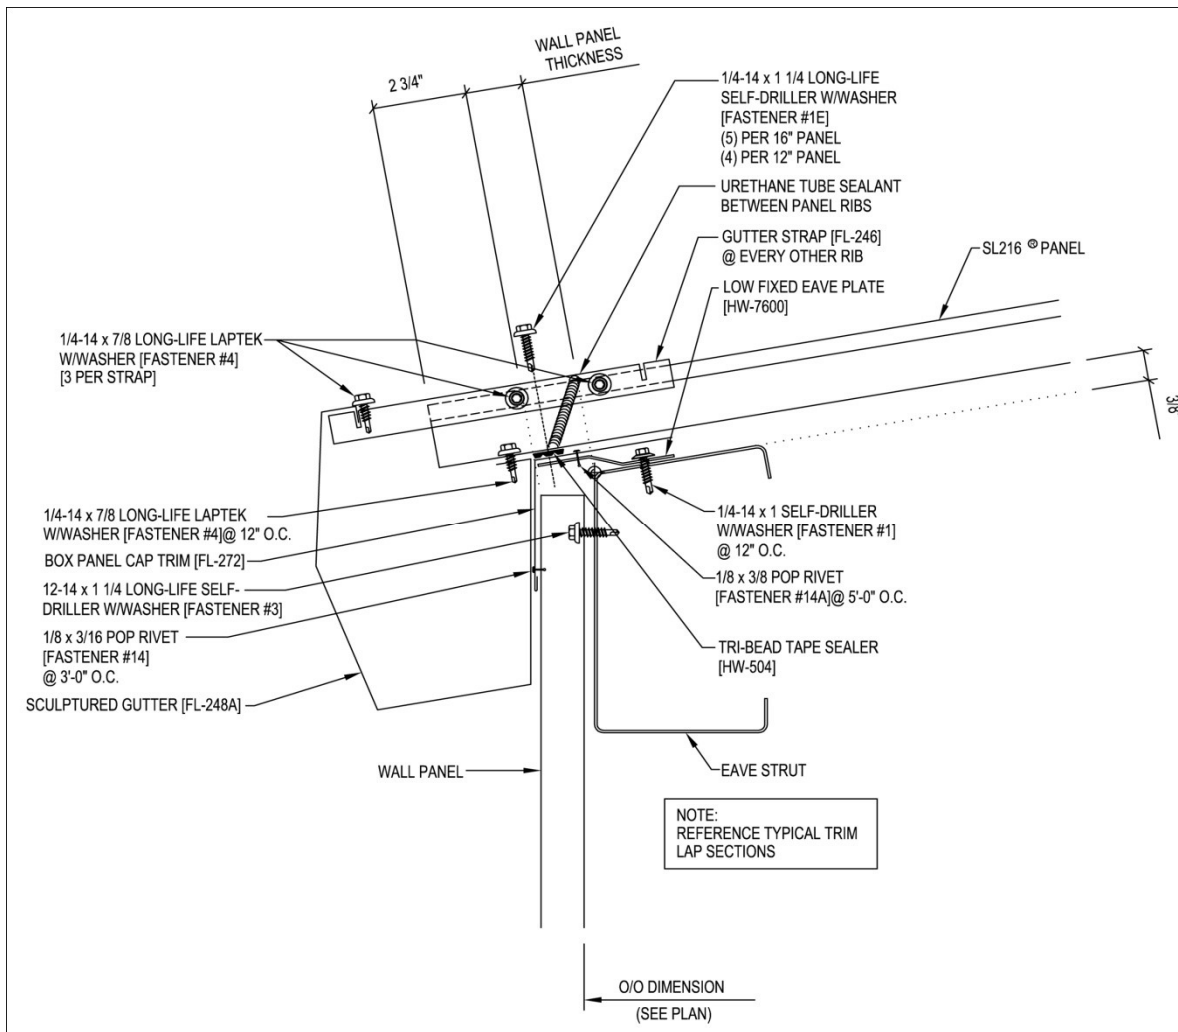 WALL PANEL
THICKNESS
2 3/4"
1/4-14 x 1 1/4 LONG-LIFE
SELF-DRILLER W/WASHER
[FASTENER #1E]
(5) PER 16" PANEL
(4) PER 12" PANEL
URETHANE TUBE SEALANT
BETWEEN PANEL RIBS
GUTTER STRAP [FL-246]
@ EVERY OTHER RIB
SL216 ® PANEL
LOW FIXED EAVE PLATE
[HW-7600]
1/4-14 x 7/8 LONG-LIFE LAPTEK
W/WASHER [FASTENER #4]
[3 PER STRAP]
3/8
1/4-14 x 7/8 LONG-LIFE LAPTEK
W/WASHER [FASTENER #4]@ 12" O.C.
BOX PANEL CAP TRIM [FL-272]
12-14 x 1 1/4 LONG-LIFE SELF-
DRILLER W/WASHER [FASTENER #3]
1/8 x 3/16 POP RIVET
[FASTENER #14]
@ 3'-0" O.C.
SCULPTURED GUTTER [FL-248A]
1/4-14 x 1 SELF-DRILLER
W/WASHER [FASTENER #1]
@ 12" O.C.
1/8 x 3/8 POP RIVET
[FASTENER #14A]@ 5'-0" O.C.
TRI-BEAD TAPE SEALER
[HW-504]
WALL PANEL
EAVE STRUT
NOTE:
REFERENCE TYPICAL TRIM
LAP SECTIONS
O/O DIMENSION
(SEE PLAN)